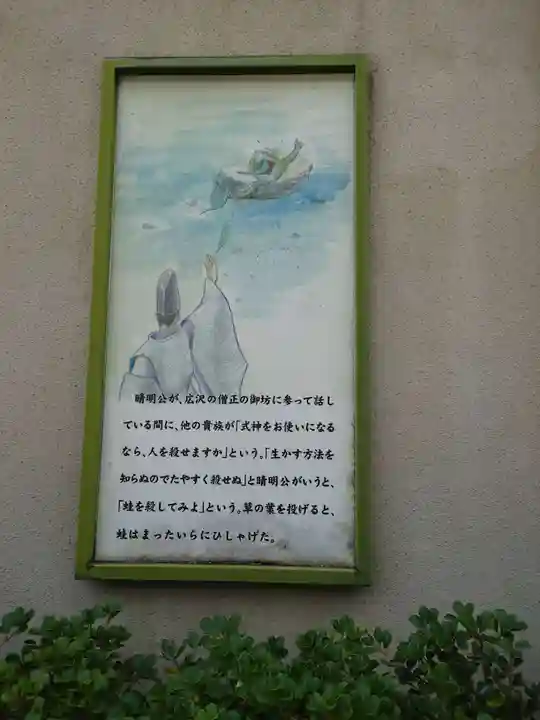 晴明公が、広沢の僧正の御坊に参って話し
ている間に、他の貴族が「式神をお使いになる
なら、人を殺せますか」という。「生かす方法を
知らぬのでたやすく殺せぬ」と晴明公がいうと、
「蛙を殺してみよ」という。草の葉を投げると、
蛙はまったいらにひしゃげた。